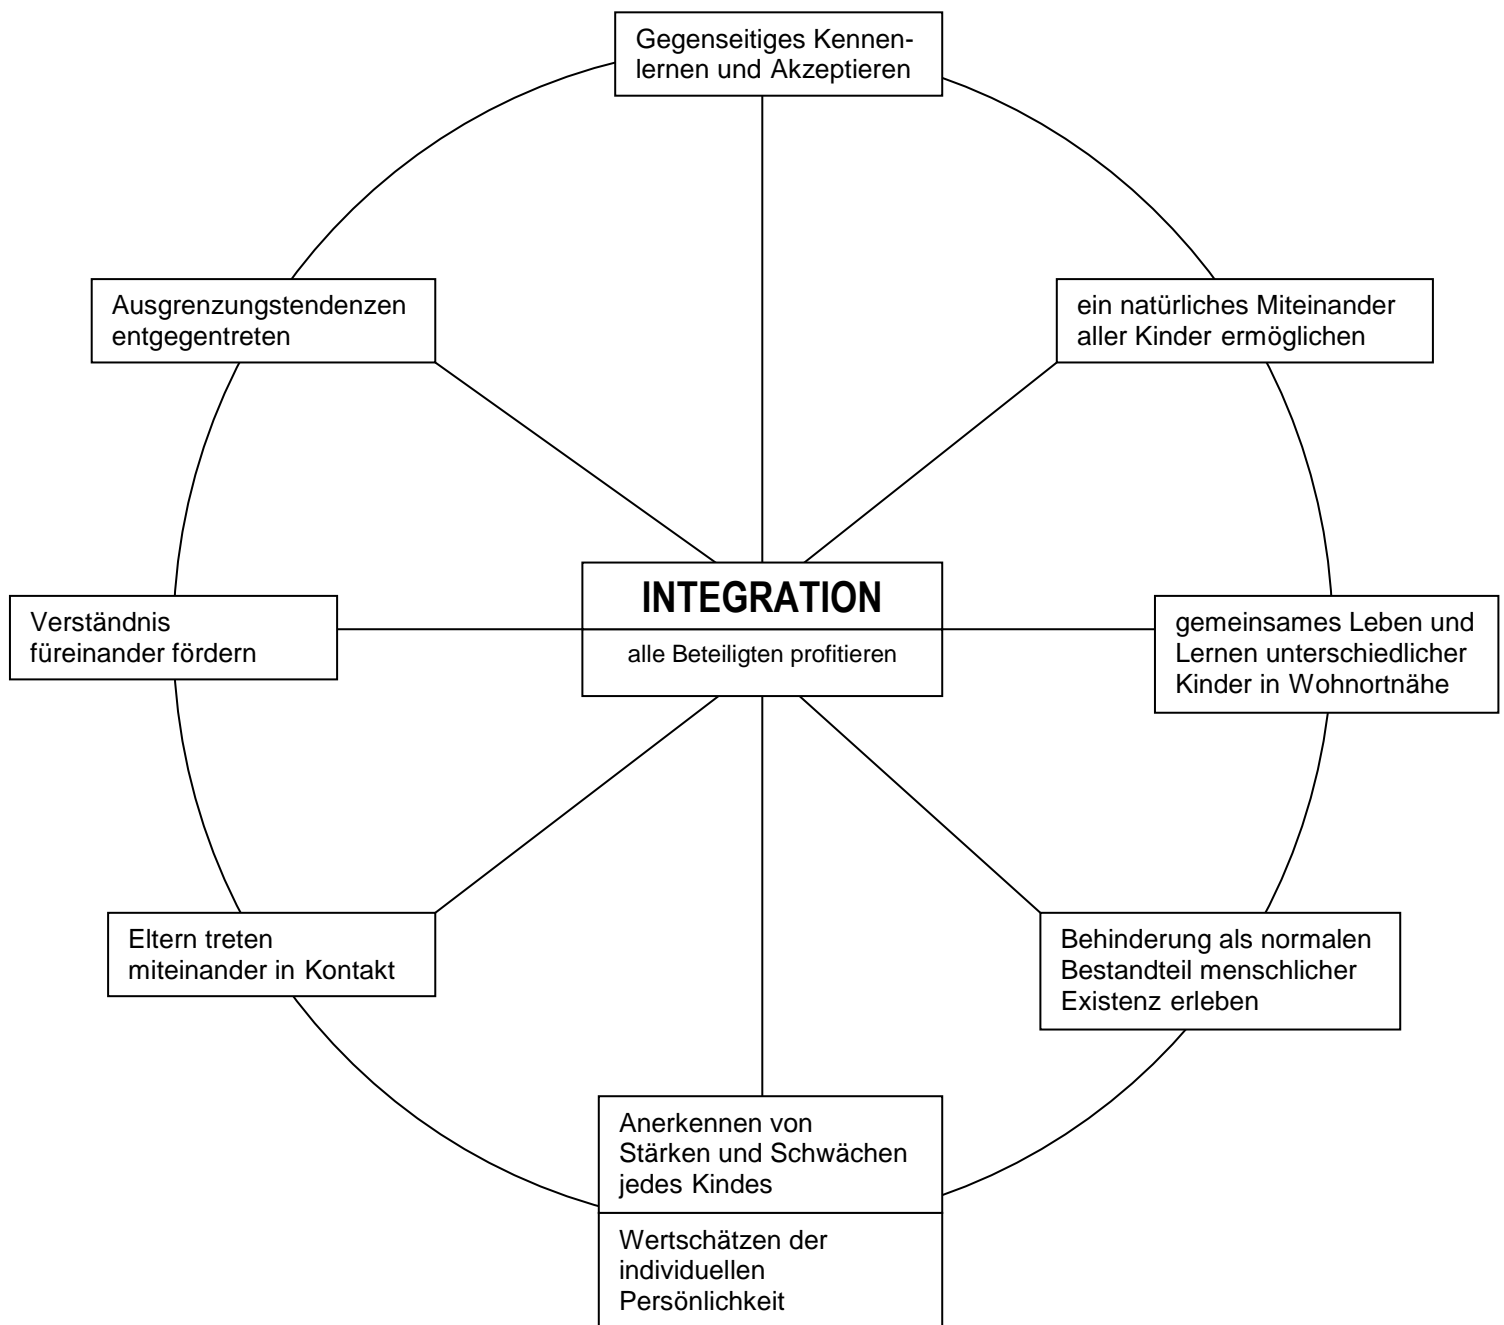 Gegenseitiges Kennen-
lernen und Akzeptieren
Ausgrenzungstendenzen
entgegentreten
ein natürliches Miteinander
aller Kinder ermöglichen
Verständnis
füreinander fördern
INTEGRATION
alle Beteiligten profitieren
gemeinsames Leben und
Lernen unterschiedlicher
Kinder in Wohnortnähe
Eltern treten
miteinander in Kontakt
Behinderung als normalen
Bestandteil menschlicher
Existenz erleben
Anerkennen von
Stärken und Schwächen
jedes Kindes
Wertschätzen der
individuellen
Persönlichkeit